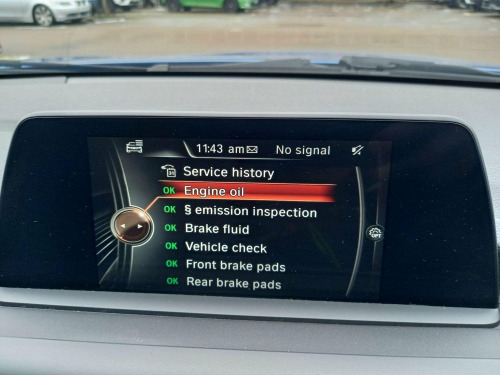 11:43 am No signal
Service history
OK Engine oil
OK § emission inspection
OK Brake fluid
OK Vehicle check
OK Front brake pads
OK Rear brake pads
OPT